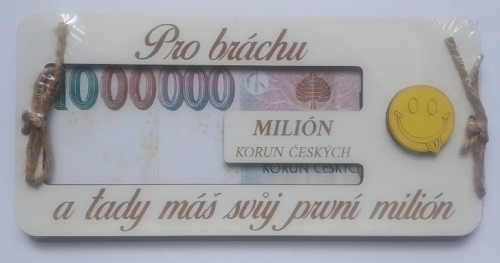 Pro bráchu
1000000
MILIÓN
KORUN ČESKÝCH
KORUN ČESKÝCH
a tady máš svůj první milión